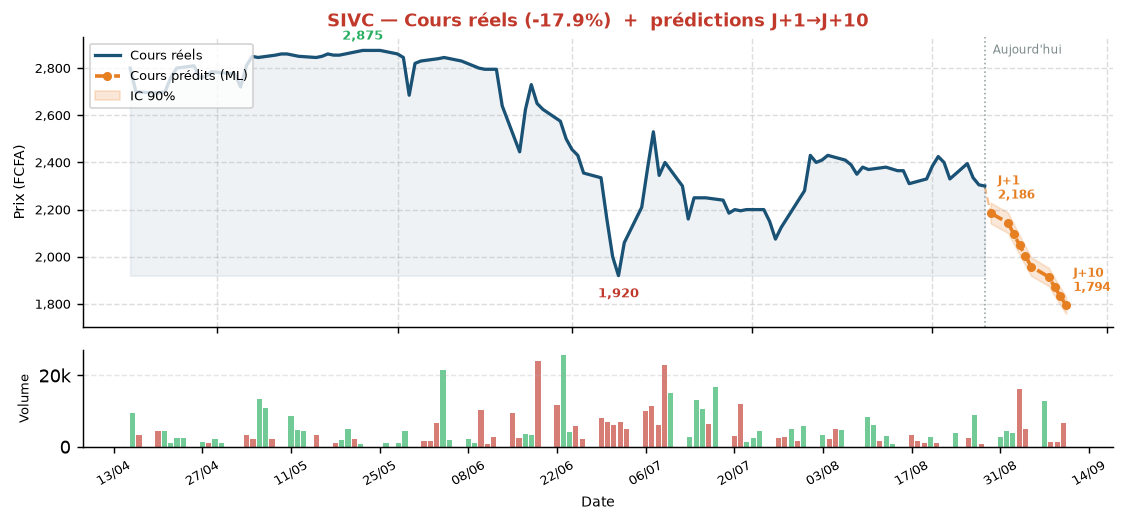 SIVC — Cours réels (-17.9%)  +  prédictions J+1→J+10
2,875
Aujourd'hui
Cours réels
Cours prédits (ML)
IC 90%
Prix (FCFA)
2,800
2,600
2,400
2,200
2,000
1,800
J+1
2,186
J+10
1,794
1,920
Volume
20k
0
13/04
27/04
11/05
25/05
08/06
22/06
06/07
20/07
03/08
17/08
31/08
14/09
Date